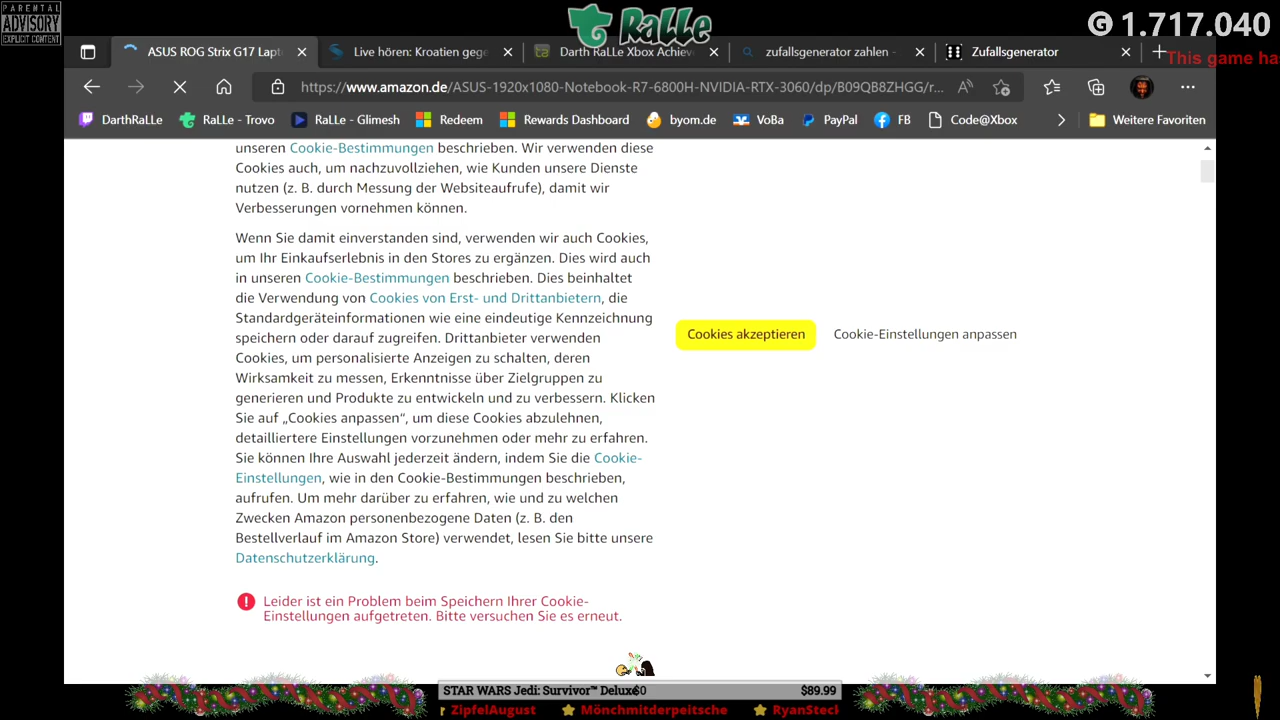 PARENTAL
ADVISORY
EXPLICIT CONTENT
RaLLe
G 1.717.040
This game ha
ASUS ROG Strix G17 Lapt
Live hören: Kroatien gege
Darth RaLLe Xbox Achiev
zufallsgenerator zahlen -
Zufallsgenerator
https://www.amazon.de/ASUS-1920x1080-Notebook-R7-6800H-NVIDIA-RTX-3060/dp/B09QB8ZHGG/r...
DarthRaLLe
RaLLe - Trovo
RaLLe - Glimesh
Redeem
Rewards Dashboard
byom.de
VoBa
PayPal
FB
Code@Xbox
Weitere Favoriten
unseren Cookie-Bestimmungen beschrieben. Wir verwenden diese
Cookies auch, um nachzuvollziehen, wie Kunden unsere Dienste
nutzen (z. B. durch Messung der Websiteaufrufe), damit wir
Verbesserungen vornehmen können.
Wenn Sie damit einverstanden sind, verwenden wir auch Cookies,
um Ihr Einkaufserlebnis in den Stores zu ergänzen. Dies wird auch
in unseren Cookie-Bestimmungen beschrieben. Dies beinhaltet
die Verwendung von Cookies von Erst- und Drittanbietern, die
Standardgeräteinformationen wie eine eindeutige Kennzeichnung
speichern oder darauf zugreifen. Drittanbieter verwenden
Cookies, um personalisierte Anzeigen zu schalten, deren
Wirksamkeit zu messen, Erkenntnisse über Zielgruppen zu
generieren und Produkte zu entwickeln und zu verbessern. Klicken
Sie auf „Cookies anpassen“, um diese Cookies abzulehnen,
detailliertere Einstellungen vorzunehmen oder mehr zu erfahren.
Sie können Ihre Auswahl jederzeit ändern, indem Sie die Cookie-
Einstellungen, wie in den Cookie-Bestimmungen beschrieben,
aufrufen. Um mehr darüber zu erfahren, wie und zu welchen
Zwecken Amazon personenbezogene Daten (z. B. den
Bestellverlauf im Amazon Store) verwendet, lesen Sie bitte unsere
Datenschutzerklärung.
Cookies akzeptieren
Cookie-Einstellungen anpassen
Leider ist ein Problem beim Speichern Ihrer Cookie-
Einstellungen aufgetreten. Bitte versuchen Sie es erneut.
STAR WARS Jedi: Survivor™ Deluxe $0 $89.99
r ZipfelAugust Mönchmitderpeitsche RyanSteck